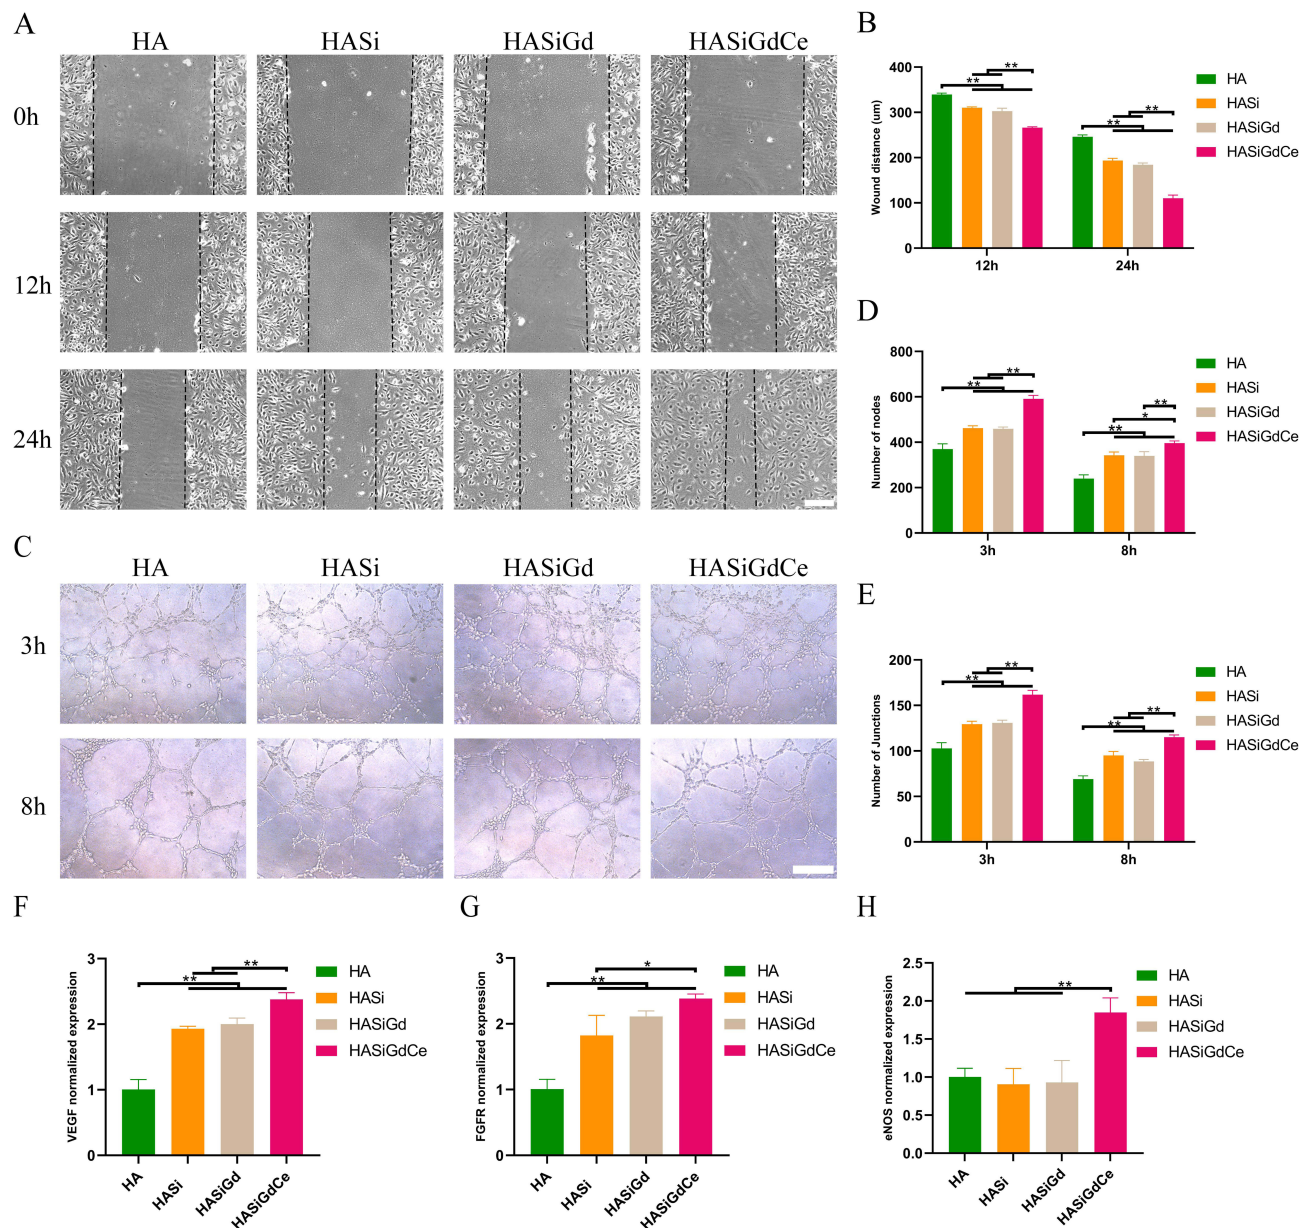 A
HA
HASi
HASiGd
HASiGdCe
0h
12h
24h
B
400
300
200
100
0
Wound distance (um)
**
**
**
**
12h
24h
HA
HASi
HASiGd
HASiGdCe
C
HA
HASi
HASiGd
HASiGdCe
3h
8h
D
800
600
400
200
0
Number of nodes
**
**
**
*
**
3h
8h
HA
HASi
HASiGd
HASiGdCe
E
200
150
100
50
0
Number of Junctions
**
**
**
**
3h
8h
HA
HASi
HASiGd
HASiGdCe
F
3
2
1
0
VEGF normalized expression
**
**
HA
HASi
HASiGd
HASiGdCe
HA
HASi
HASiGd
HASiGdCe
G
3
2
1
0
FGFR normalized expression
*
**
HA
HASi
HASiGd
HASiGdCe
HA
HASi
HASiGd
HASiGdCe
H
2.5
2.0
1.5
1.0
0.5
0.0
eNOS normalized expression
**
HA
HASi
HASiGd
HASiGdCe
HA
HASi
HASiGd
HASiGdCe